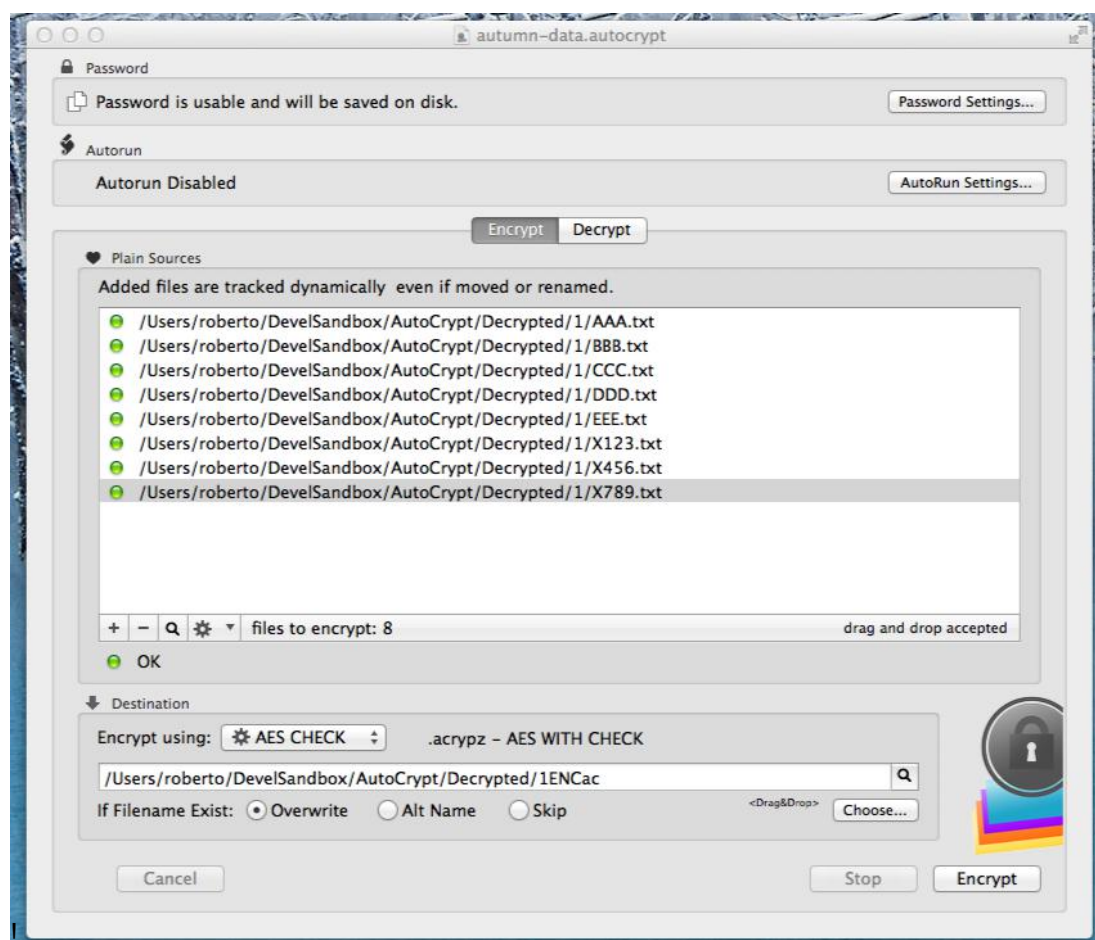 autumn-data.autocrypt
Password
Password is usable and will be saved on disk.
Password Settings...
Autorun
Autorun Disabled
AutoRun Settings...
Encrypt Decrypt
Plain Sources
Added files are tracked dynamically even if moved or renamed.
/Users/roberto/DevelSandbox/AutoCrypt/Decrypted/1/AAA.txt
/Users/roberto/DevelSandbox/AutoCrypt/Decrypted/1/BBB.txt
/Users/roberto/DevelSandbox/AutoCrypt/Decrypted/1/CCC.txt
/Users/roberto/DevelSandbox/AutoCrypt/Decrypted/1/DDD.txt
/Users/roberto/DevelSandbox/AutoCrypt/Decrypted/1/EEE.txt
/Users/roberto/DevelSandbox/AutoCrypt/Decrypted/1/X123.txt
/Users/roberto/DevelSandbox/AutoCrypt/Decrypted/1/X456.txt
/Users/roberto/DevelSandbox/AutoCrypt/Decrypted/1/X789.txt
files to encrypt: 8 drag and drop accepted
OK
Destination
Encrypt using: AES CHECK .acrypz – AES WITH CHECK
/Users/roberto/DevelSandbox/AutoCrypt/Decrypted/1ENCac
If Filename Exist: Overwrite Alt Name Skip <Drag&Drop> Choose...
Cancel Stop Encrypt